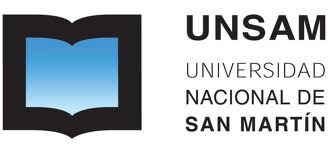 UNSAM
UNIVERSIDAD
NACIONAL DE
SAN MARTÍN